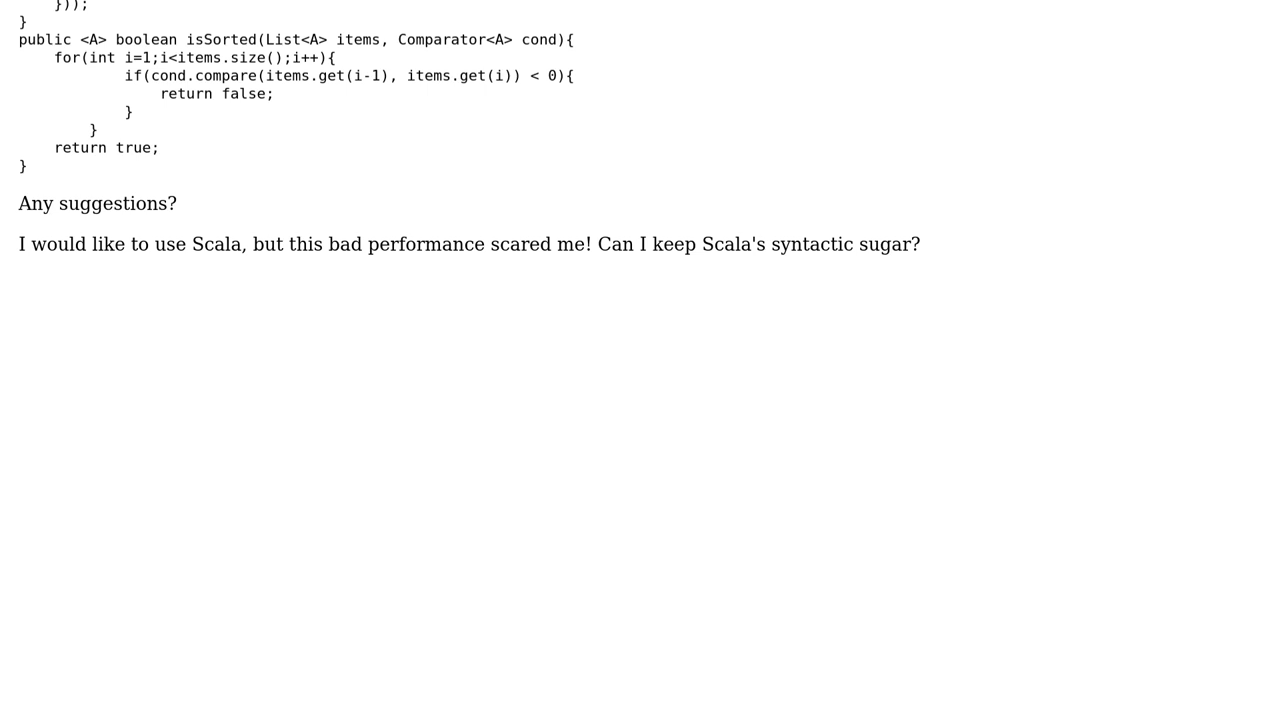 }));
}
public <A> boolean isSorted(List<A> items, Comparator<A> cond){
    for(int i=1;i<items.size();i++){
            if(cond.compare(items.get(i-1), items.get(i)) < 0){
                return false;
            }
        }
    return true;
}
Any suggestions?
I would like to use Scala, but this bad performance scared me! Can I keep Scala's syntactic sugar?